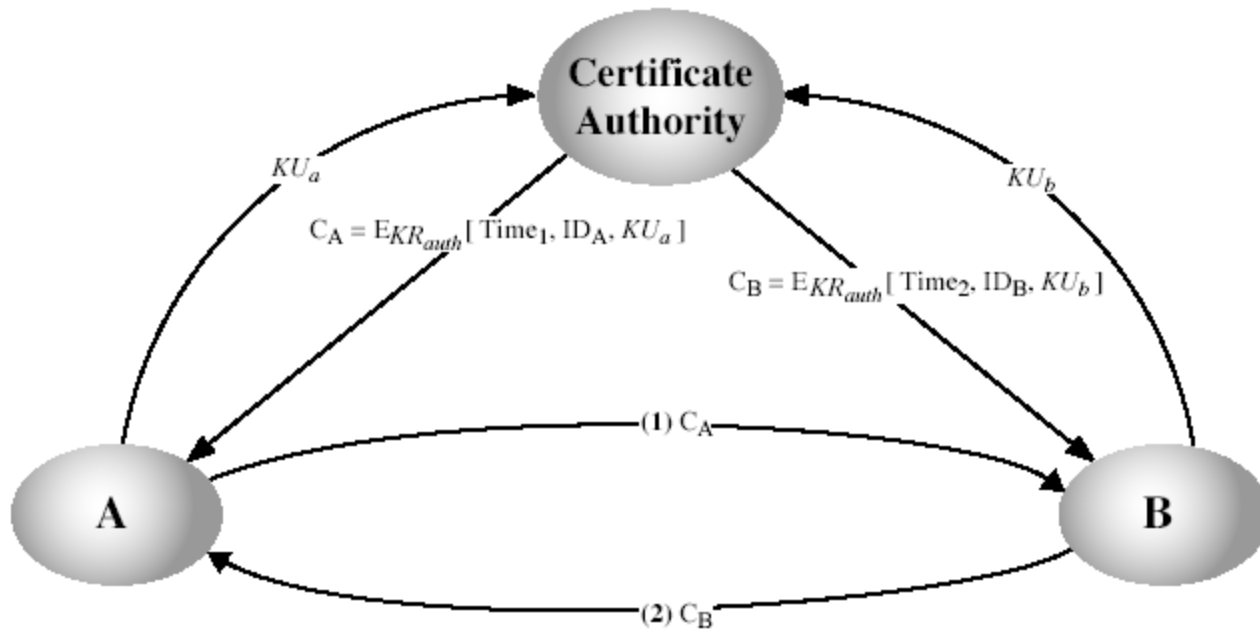 Certificate
Authority
KUa
KUb
CA = EKRauth[ Time1, IDA, KUa ]
CB = EKRauth[ Time2, IDB, KUb ]
(1) CA
A
B
(2) CB